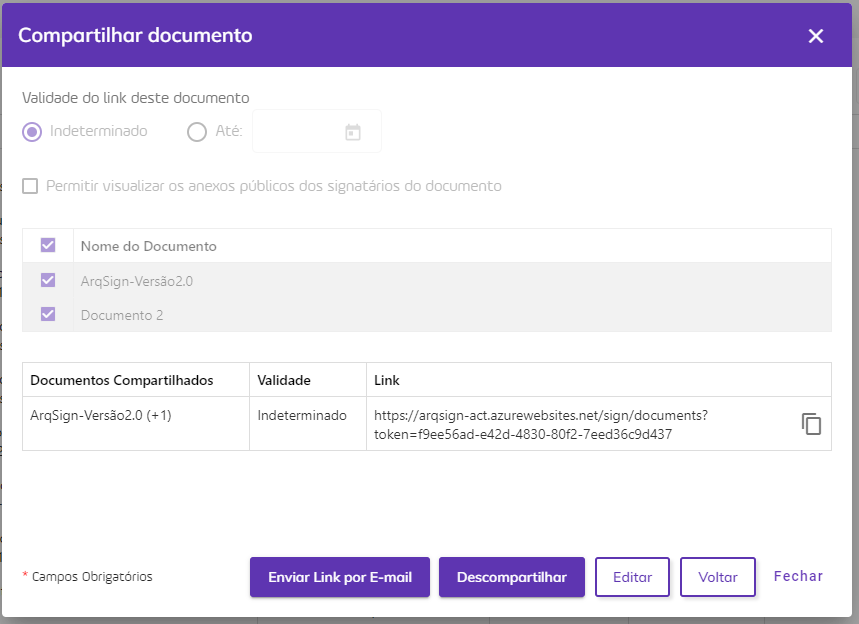 Compartilhar documento
Validade do link deste documento
Indeterminado
Até:
Permitir visualizar os anexos públicos dos signatários do documento
Nome do Documento
ArqSign-Versão2.0
Documento 2
Documentos Compartilhados Validade Link
ArqSign-Versão2.0 (+1) Indeterminado https://arqsign-act.azurewebsites.net/sign/documents?
token=f9ee56ad-e42d-4830-80f2-7eed36c9d437
* Campos Obrigatórios
Enviar Link por E-mail
Descompartilhar
Editar
Voltar
Fechar